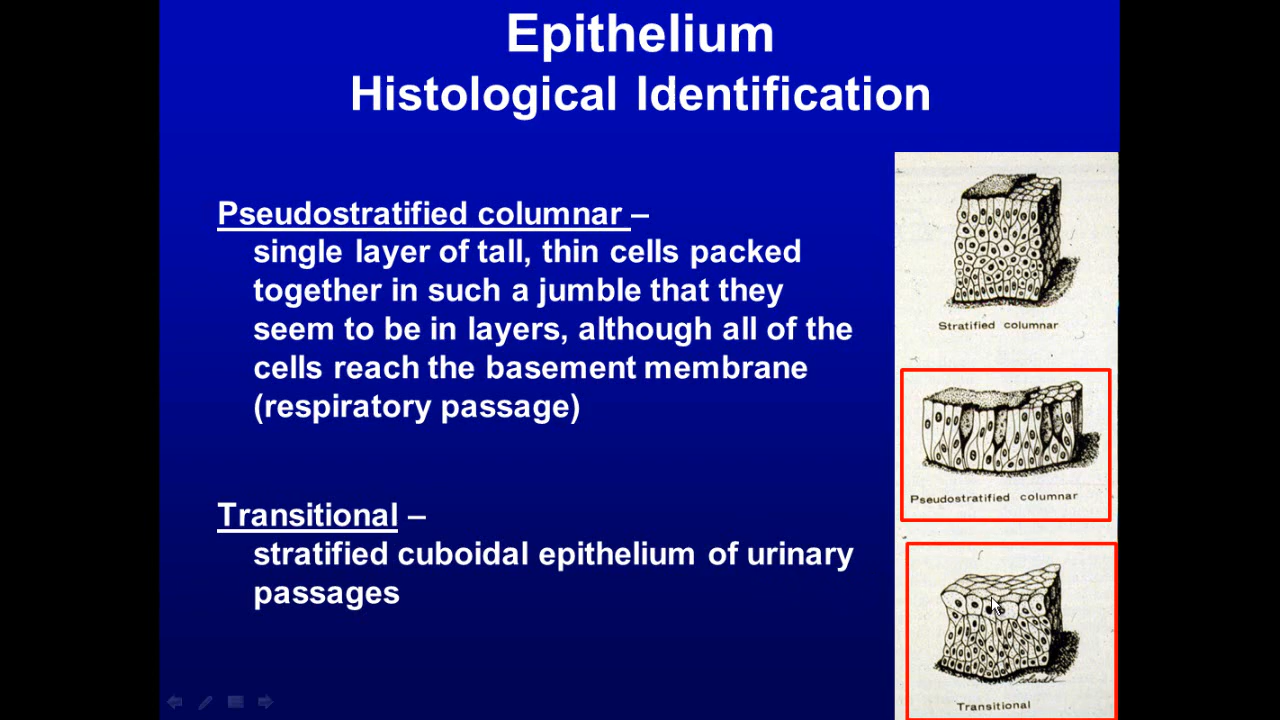 Epithelium
Histological Identification
Pseudostratified columnar –
single layer of tall, thin cells packed
together in such a jumble that they
seem to be in layers, although all of the
cells reach the basement membrane
(respiratory passage)
Transitional –
stratified cuboidal epithelium of urinary
passages
Stratified columnar
Pseudostratified columnar
Transitional